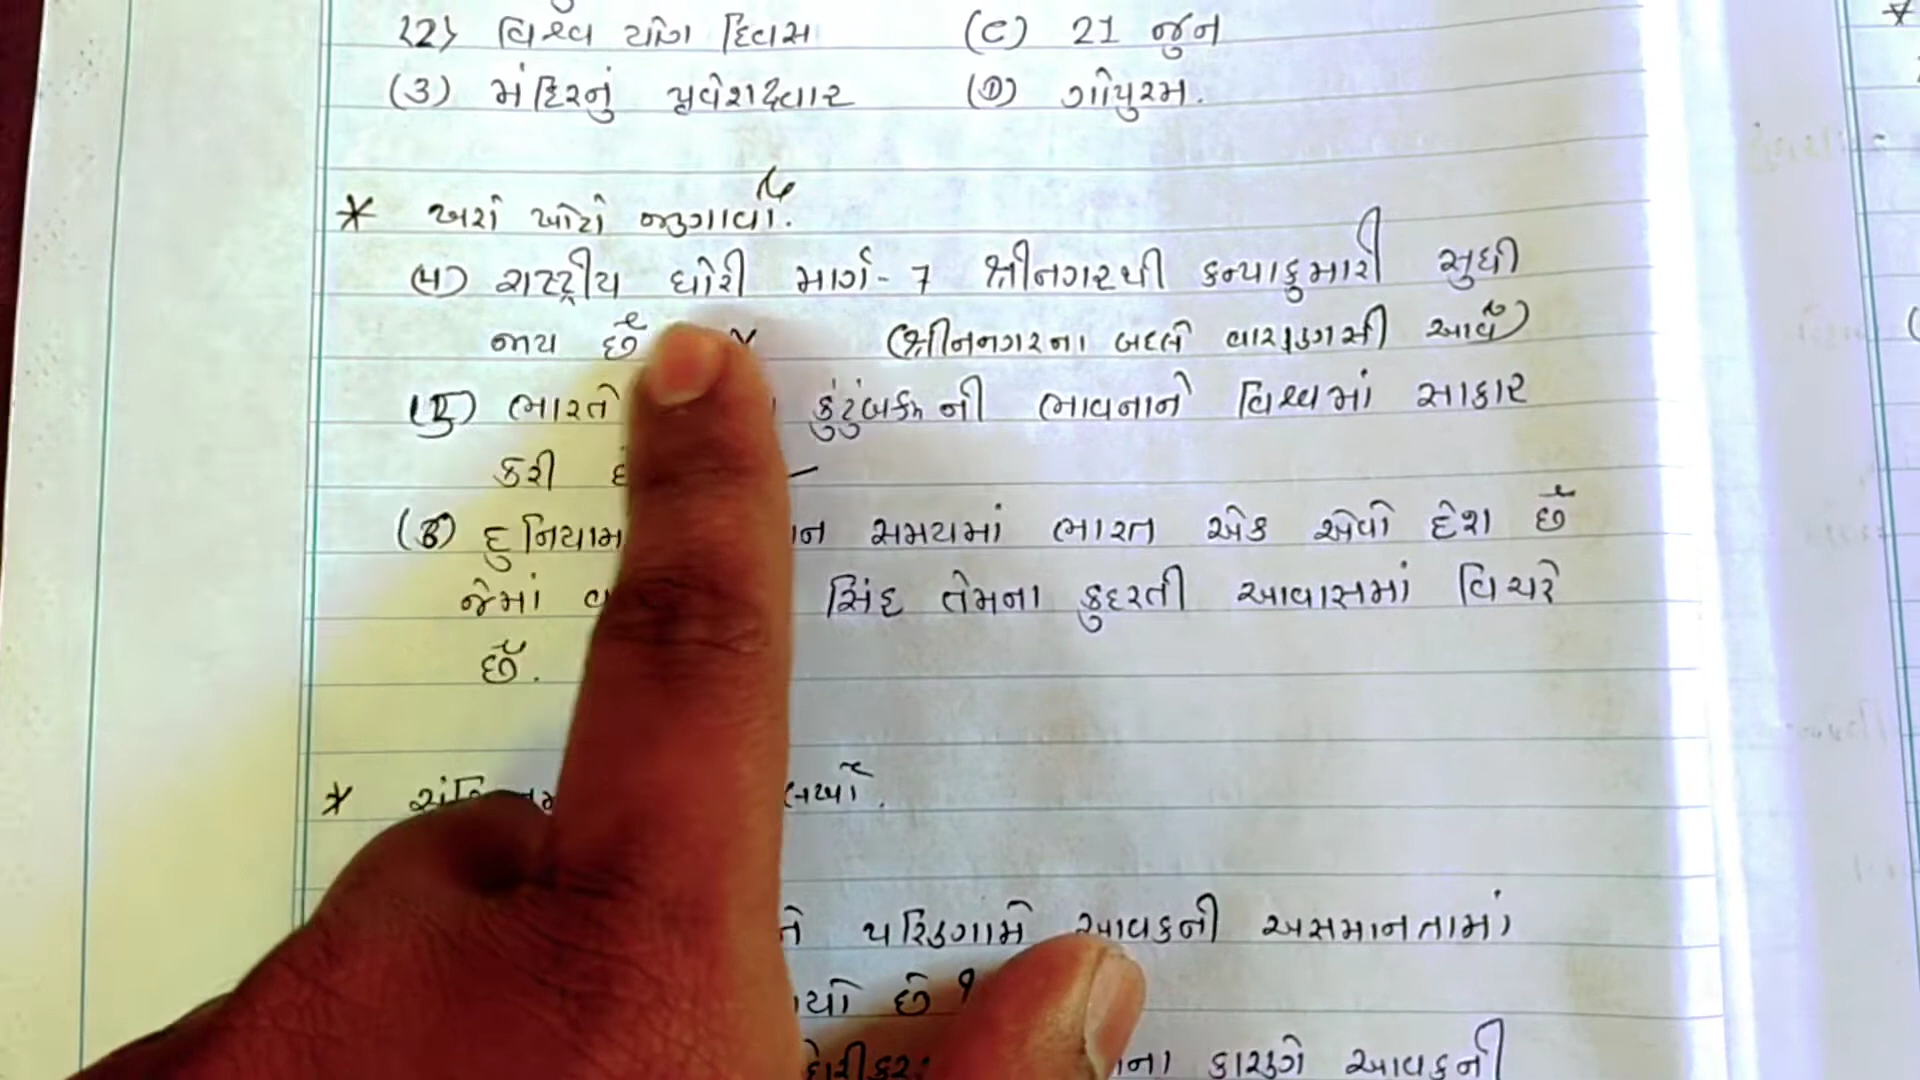 (2) વિશ્વ યોગ દિવસ (C) 21 જુન
(3) મંદિરનું પ્રવેશદ્વાર (D) ગોપુરમ.
* ખરાં ખોટાં જણાવો.
(4) રાષ્ટ્રીય ધોરી માર્ગ - 7 શ્રીનગરથી કન્યાકુમારી સુધી
જાય છે (શ્રીનનગરના બદલે વારાણસી આવે)
(5) ભારતે કુટુંબકમ ની ભાવનાને વિશ્વમાં સાકાર
કરી
(6) સમયમાં ભારત એક એવો દેશ છે
જેમાં સિંહ તેમના કુદરતી આવાસમાં વિચરે
છે.
*
પરિણામે આવકની અસમાનતામાં
છે ?
કારણે આવકની